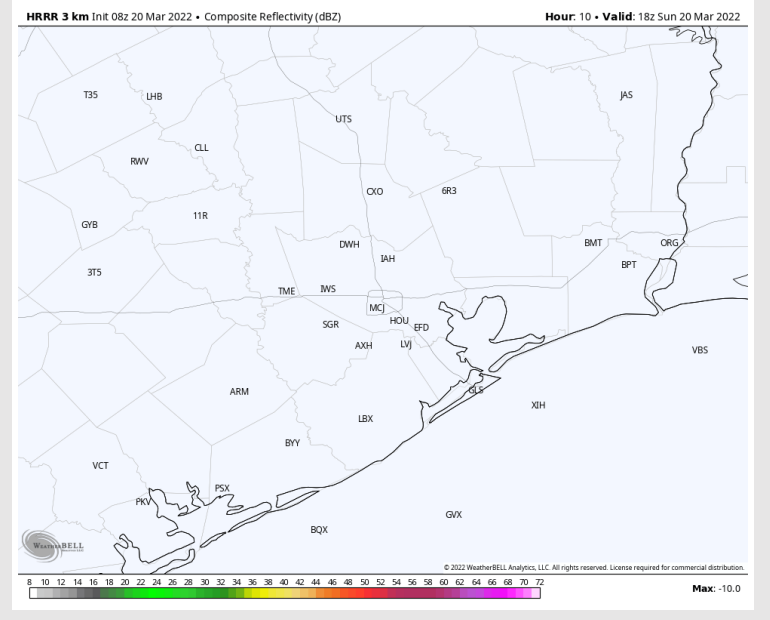 HRRR 3 km Init 08z 20 Mar 2022 • Composite Reflectivity (dBZ) Hour: 10 • Valid: 18z Sun 20 Mar 2022
T35 LHB JAS
UTS
CLL
RWV
CXO 6R3
11R
GYB
DWH BMT ORG
IAH
BPT
3T5
TME IWS
MCJ
SGR HOU EFD
AXH LVJ VBS
ARM GLS
XIH
LBX
BYY
VCT
PSX
PKV
GVX
BQX
WEATHERBELL
© 2022 WeatherBELL Analytics, LLC. All rights reserved. License required for commercial distribution.
8 10 12 14 16 18 20 22 24 26 28 30 32 34 36 38 40 42 44 46 48 50 52 54 56 58 60 62 64 66 68 70 72
Max: -10.0